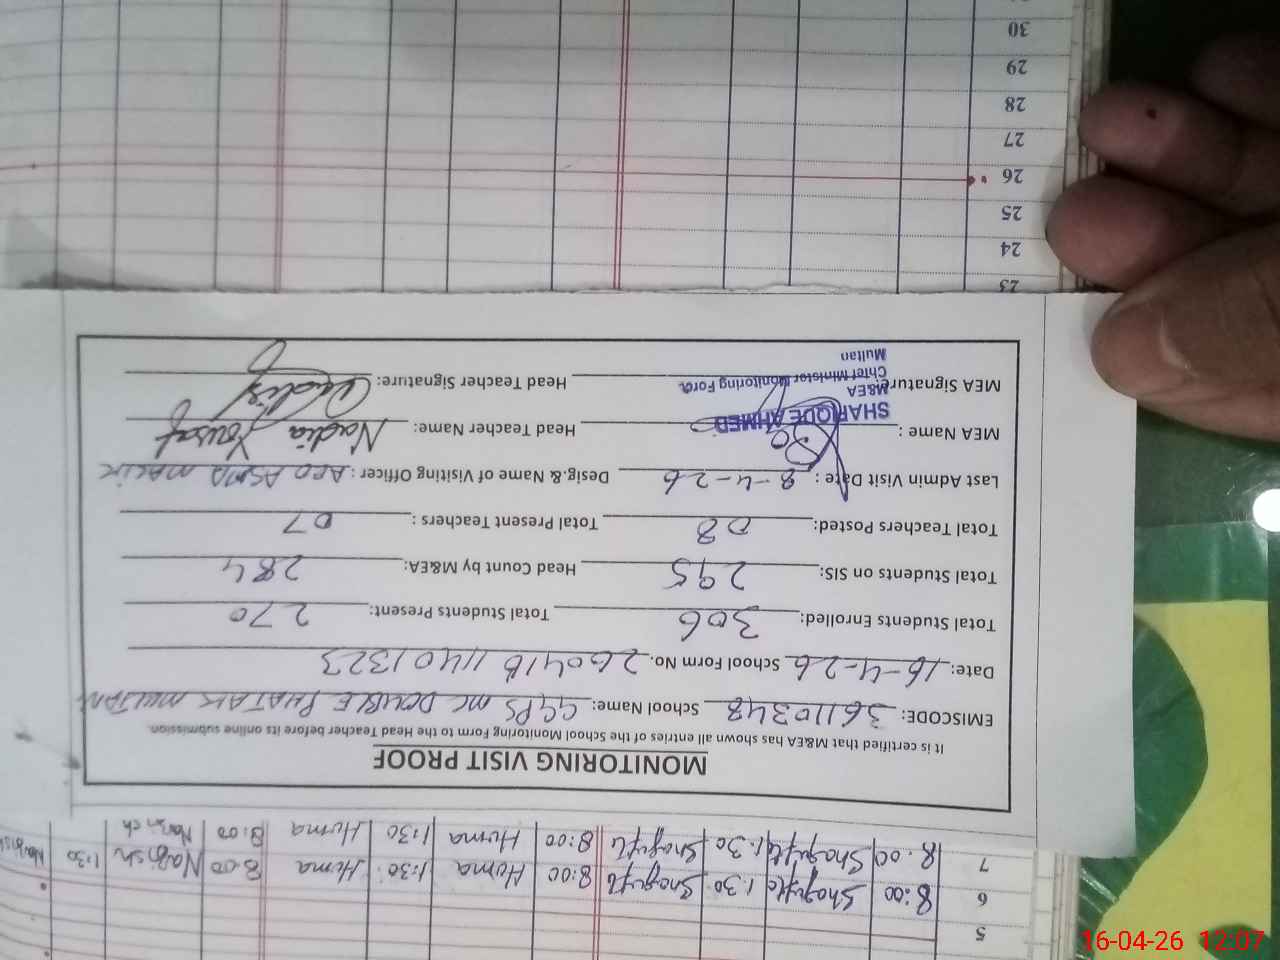 5
6 8:00 Shagufta 1:30 Shagufta 8:00 Huma 1:30 Huma 8:00 Nargish 1:30 Nargish
7 8:00 Shagufta 1:30 Shagufta 8:00 Huma 1:30 Huma 8:00 Nargish
MONITORING VISIT PROOF
It is certified that M&EA has shown all entries of the School Monitoring Form to the Head Teacher before its online submission.
EMISCODE: 36110348 School Name: GGPS MC DOUBLE PHATAK MULTAN
Date: 16-4-26 School Form No. 260416 111401323
Total Students Enrolled: 306 Total Students Present: 270
Total Students on SIS: 295 Head Count by M&EA: 284
Total Teachers Posted: 08 Total Present Teachers : 07
Last Admin Visit Date : 8-4-26 Desig.& Name of Visiting Officer : AEO ASMA MALIK
MEA Name : SHAFIQUE AHMED Head Teacher Name: Nadia Yousaf
M&EA
MEA Signature: Chief Minister Monitoring Force Head Teacher Signature:
Multan
23
24
25
26
27
28
29
30
16-04-26 12:07